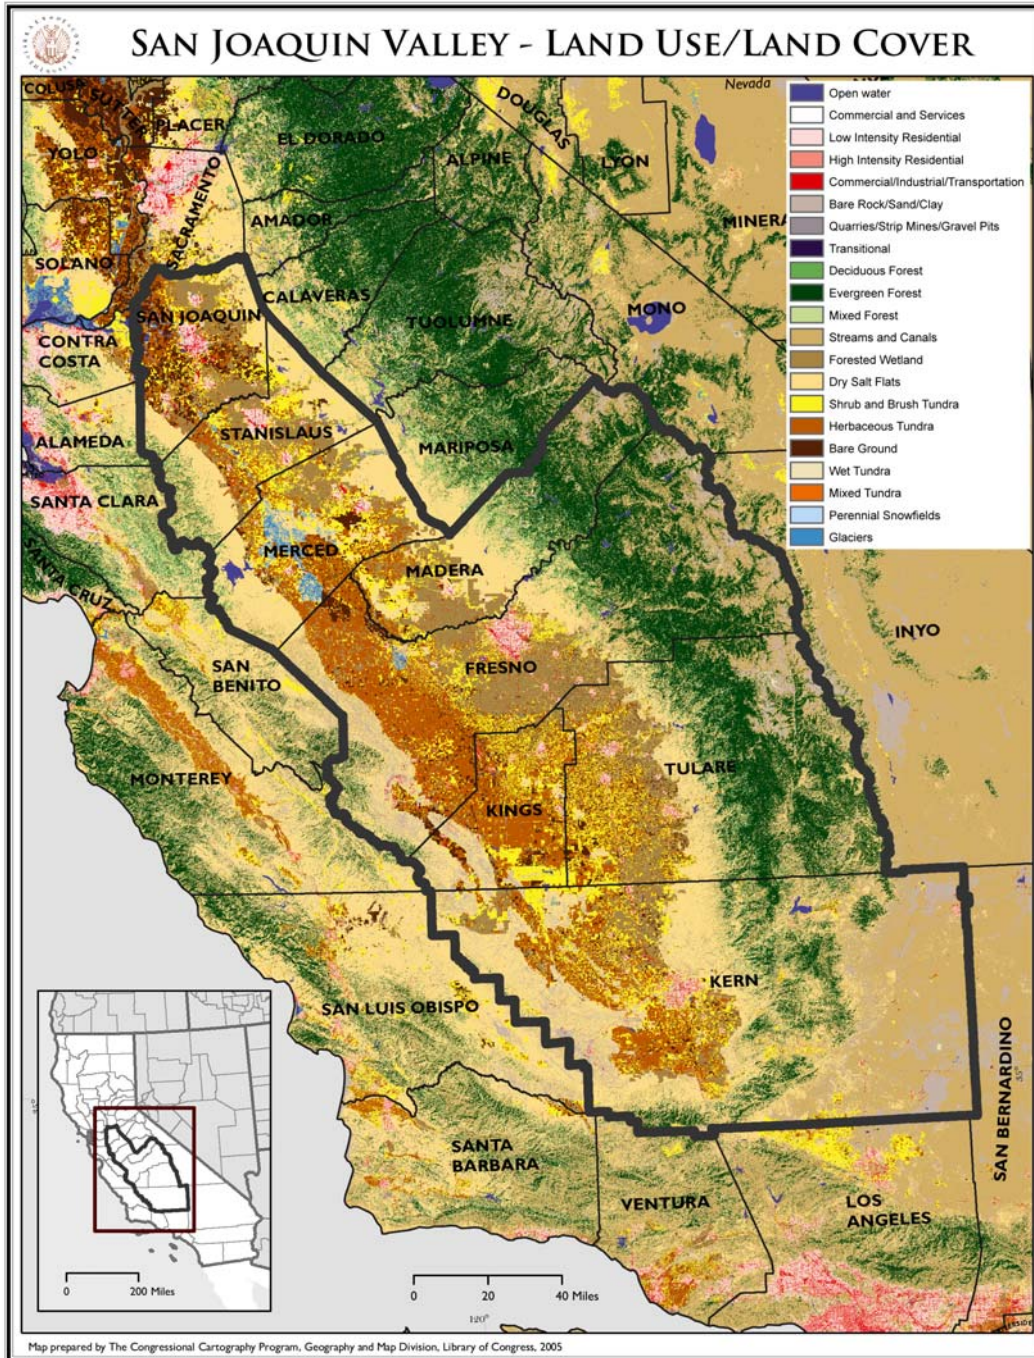 SAN JOAQUIN VALLEY - LAND USE/LAND COVER
COLUSA
SUTTER
PLACER
YOLO
EL DORADO
DOUGLAS
Nevada
ALPINE
LYON
SACRAMENTO
AMADOR
SOLANO
CALAVERAS
SAN JOAQUIN
TUOLUMNE
MONO
CONTRA
COSTA
STANISLAUS
ALAMEDA
MARIPOSA
SANTA CLARA
MERCED
MADERA
SANTA CRUZ
INYO
SAN
BENITO
FRESNO
TULARE
MONTEREY
KINGS
KERN
SAN LUIS OBISPO
SAN BERNARDINO
SANTA
BARBARA
VENTURA
LOS
ANGELES
Open water
Commercial and Services
Low Intensity Residential
High Intensity Residential
Commercial/Industrial/Transportation
Bare Rock/Sand/Clay
Quarries/Strip Mines/Gravel Pits
Transitional
Deciduous Forest
Evergreen Forest
Mixed Forest
Streams and Canals
Forested Wetland
Dry Salt Flats
Shrub and Brush Tundra
Herbaceous Tundra
Bare Ground
Wet Tundra
Mixed Tundra
Perennial Snowfields
Glaciers
35°
0 200 Miles
0 20 40 Miles
120°
Map prepared by The Congressional Cartography Program, Geography and Map Division, Library of Congress, 2005